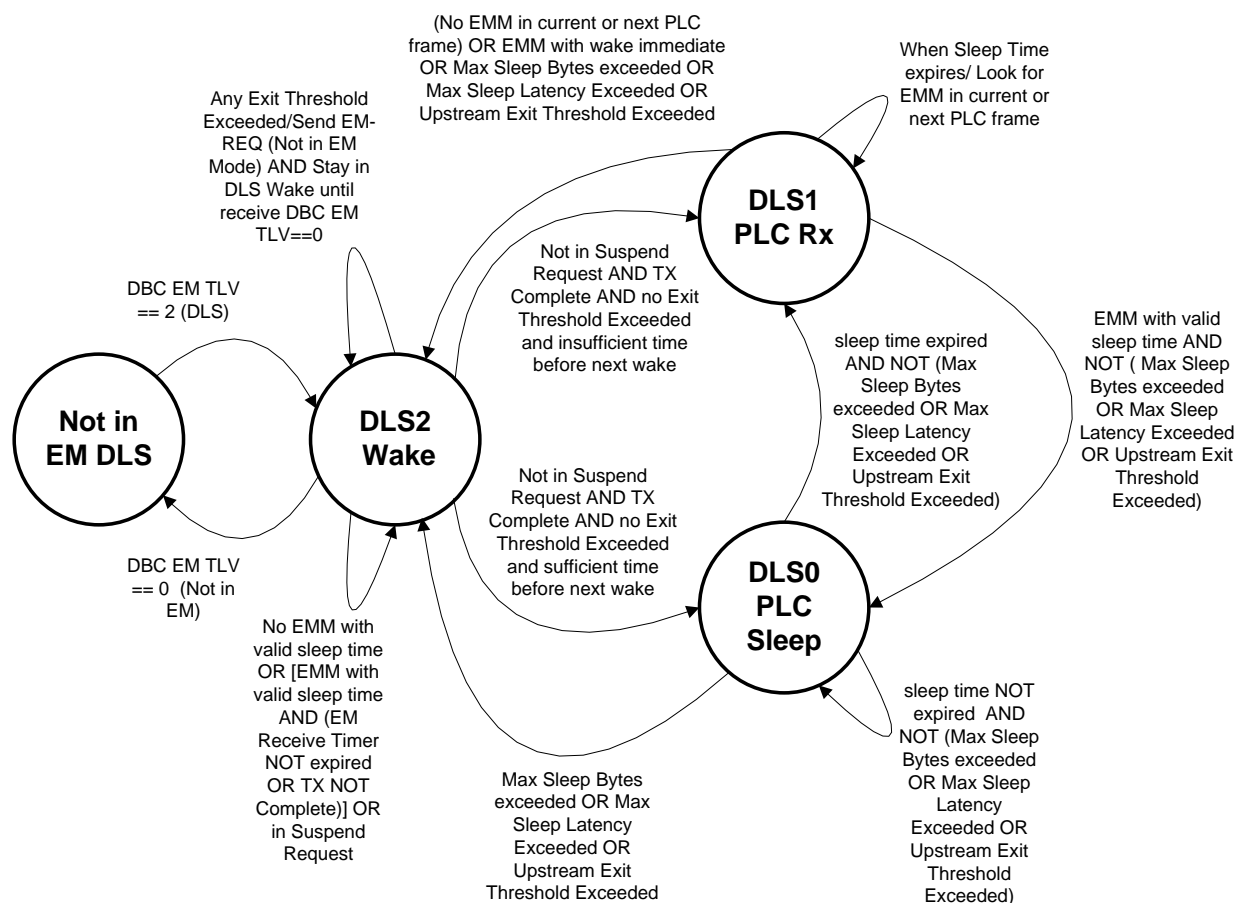 (No EMM in current or next PLC
frame) OR EMM with wake immediate
OR Max Sleep Bytes exceeded OR
Max Sleep Latency Exceeded OR
Upstream Exit Threshold Exceeded
When Sleep Time
expires/ Look for
EMM in current or
next PLC frame
Any Exit Threshold
Exceeded/Send EM-
REQ (Not in EM
Mode) AND Stay in
DLS Wake until
receive DBC EM
TLV==0
DLS1
PLC Rx
Not in Suspend
Request AND TX
Complete AND no Exit
Threshold Exceeded
and insufficient time
before next wake
DBC EM TLV
== 2 (DLS)
EMM with valid
sleep time AND
NOT ( Max Sleep
Bytes exceeded
OR Max Sleep
Latency Exceeded
OR Upstream Exit
Threshold
Exceeded)
sleep time expired
AND NOT (Max
Sleep Bytes
exceeded OR Max
Sleep Latency
Exceeded OR
Upstream Exit
Threshold Exceeded)
Not in
EM DLS
DLS2
Wake
Not in Suspend
Request AND TX
Complete AND no Exit
Threshold Exceeded
and sufficient time
before next wake
DBC EM TLV
== 0 (Not in
EM)
DLS0
PLC
Sleep
No EMM with
valid sleep time
OR [EMM with
valid sleep time
AND (EM
Receive Timer
NOT expired
OR TX NOT
Complete)] OR
in Suspend
Request
Max Sleep Bytes
exceeded OR Max
Sleep Latency
Exceeded OR
Upstream Exit
Threshold Exceeded
sleep time NOT
expired AND
NOT (Max Sleep
Bytes exceeded
OR Max Sleep
Latency
Exceeded OR
Upstream Exit
Threshold
Exceeded)